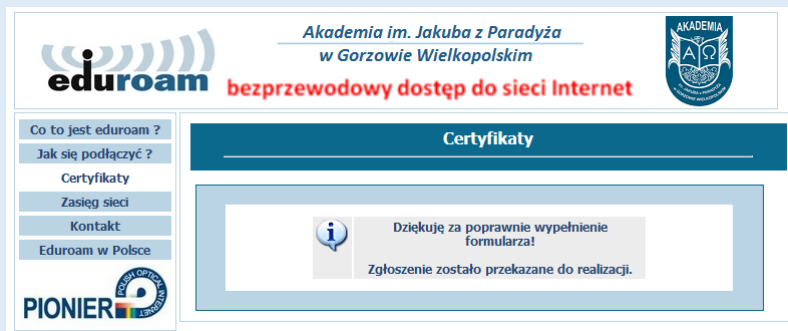 Akademia im. Jakuba z Paradyża
w Gorzowie Wielkopolskim
eduroam
bezprzewodowy dostęp do sieci Internet
AKADEMIA
Α Ω
Co to jest eduroam ?
Jak się podłączyć ?
Certyfikaty
Zasięg sieci
Kontakt
Eduroam w Polsce
PIONIER
POLISH OPTICAL INTERNET
Certyfikaty
Dziękuję za poprawnie wypełnienie
formularza!
Zgłoszenie zostało przekazane do realizacji.